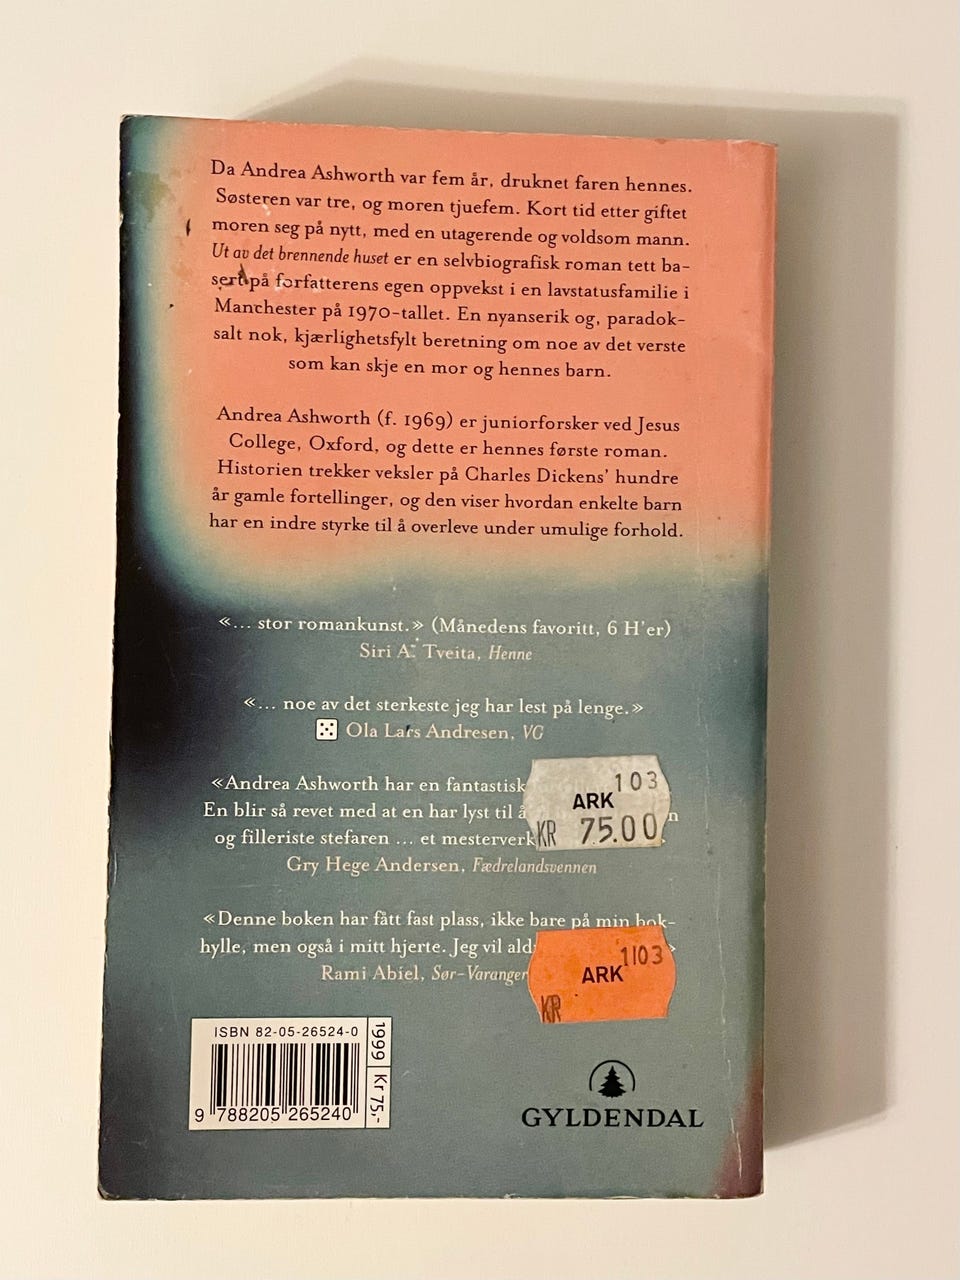 Da Andrea Ashworth var fem år, druknet faren hennes.
Søsteren var tre, og moren tjuefem. Kort tid etter giftet
moren seg på nytt, med en utagerende og voldsom mann.
Ut av det brennende huset er en selvbiografisk roman tett ba-
sert på forfatterens egen oppvekst i en lavstatusfamilie i
Manchester på 1970-tallet. En nyanserik og, paradok-
salt nok, kjærlighetsfylt beretning om noe av det verste
som kan skje en mor og hennes barn.
Andrea Ashworth (f. 1969) er juniorforsker ved Jesus
College, Oxford, og dette er hennes første roman.
Historien trekker veksler på Charles Dickens' hundre
år gamle fortellinger, og den viser hvordan enkelte barn
har en indre styrke til å overleve under umulige forhold.
«... stor romankunst.» (Månedens favoritt, 6 H'er)
Siri A. Tveita, Henne
«... noe av det sterkeste jeg har lest på lenge.»
Ola Lars Andresen, VG
«Andrea Ashworth har en fantastisk
En blir så revet med at en har lyst til å
og filleriste stefaren ... et mesterverk
Gry Hege Andersen, Fædrelandsvennen
1103
ARK
KR 75.00
«Denne boken har fått fast plass, ikke bare på min bok-
hylle, men også i mitt hjerte. Jeg vil ald
Rami Abiel, Sør-Varanger
1103
ARK
KR
ISBN 82-05-26524-0
9 788205 265240
1999 Kr 75,-
GYLDENDAL